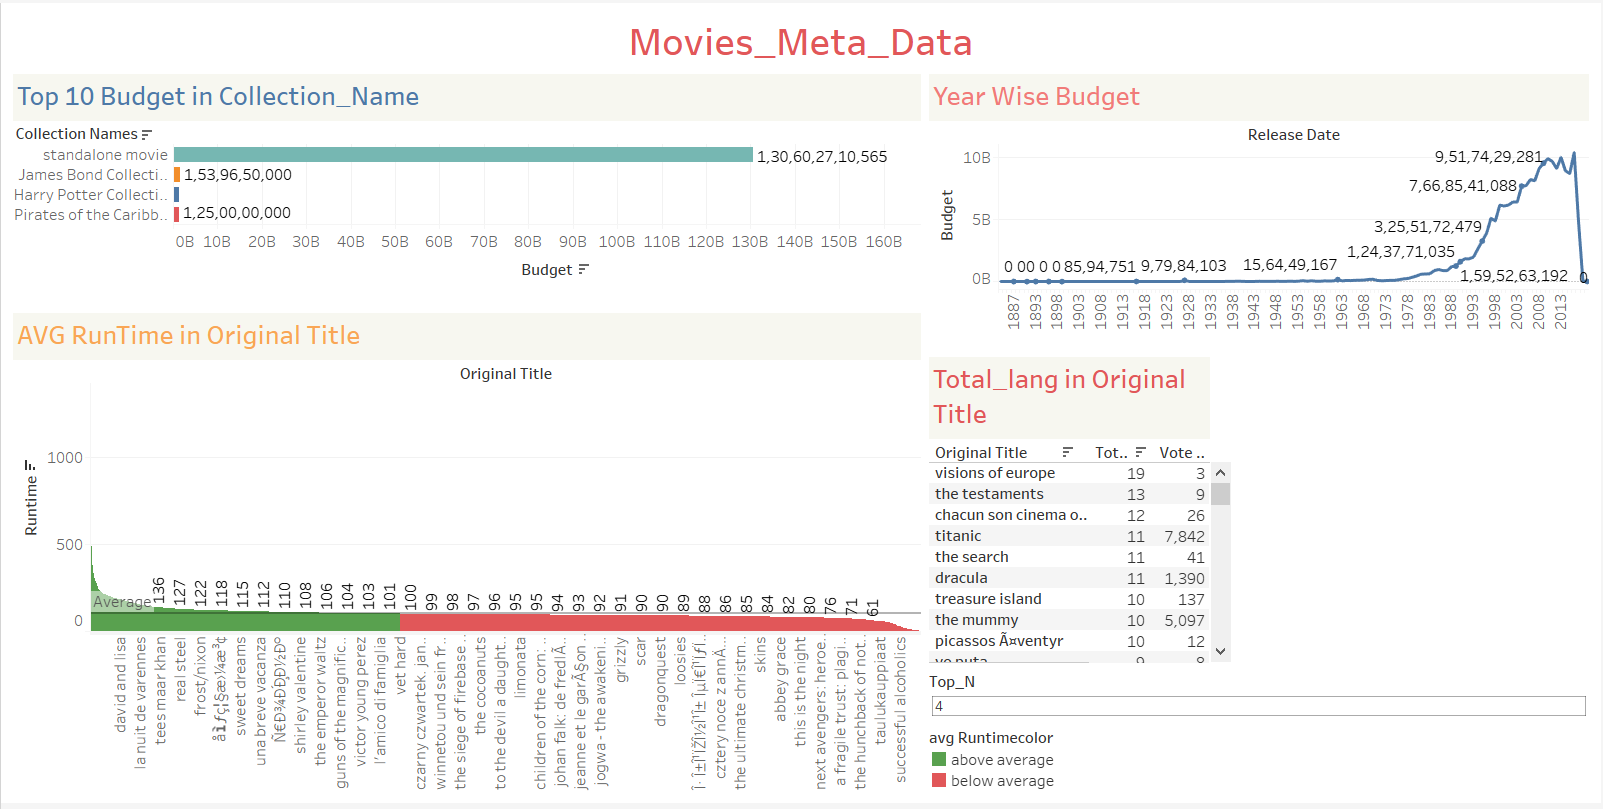 Movies_Meta_Data
Top 10 Budget in Collection_Name
Collection Names
standalone movie
1,30,60,27,10,565
James Bond Collecti..
1,53,96,50,000
Harry Potter Collecti..
Pirates of the Caribb..
1,25,00,00,000
0B 10B 20B 30B 40B 50B 60B 70B 80B 90B 100B 110B 120B 130B 140B 150B 160B
Budget
Year Wise Budget
Release Date
Budget
10B
5B
0B
0 0 0 0 0 85,94,751 9,79,84,103 15,64,49,167 1,24,37,71,035 3,25,51,72,479 7,66,85,41,088 9,51,74,29,281 1,59,52,63,192 0
1887 1893 1898 1903 1908 1913 1918 1923 1928 1933 1938 1943 1948 1953 1958 1963 1968 1973 1978 1983 1988 1993 1998 2003 2008 2013
AVG RunTime in Original Title
Original Title
Runtime
1000
500
0
Average
136 127 122 118 115 112 110 108 106 104 103 101 100 99 98 97 96 95 95 94 93 92 91 90 90 89 88 86 85 84 82 80 76 71 61
david and lisa
la nuit de varennes
tees maar khan
real steel
frost/nixon
sweet dreams
una breve vacanza
shirley valentine
the emperor waltz
guns of the magnific..
victor young perez
l'amico di famiglia
vet hard
czarny czwartek. jan..
winnetou und sein fr..
the siege of firebase ..
the cocoanuts
to the devil a daught..
limonata
children of the corn: ..
johan falk: de fredlÃ..
jeanne et le garÃ§on ..
jogwa - the awakeni..
grizzly
scar
dragonquest
loosies
cztery noce z annÄ..
the ultimate christm..
skins
abbey grace
this is the night
next avengers: heroe..
a fragile trust: plagi..
the hunchback of not..
taulukauppiaat
successful alcoholics
Total_lang in Original
Title
Original Title Tot.. Vote ..
visions of europe 19 3
the testaments 13 9
chacun son cinema o.. 12 26
titanic 11 7,842
the search 11 41
dracula 11 1,390
treasure island 10 137
the mummy 10 5,097
picassos Ã¤ventyr 10 12
Top_N
4
avg Runtimecolor
above average
below average